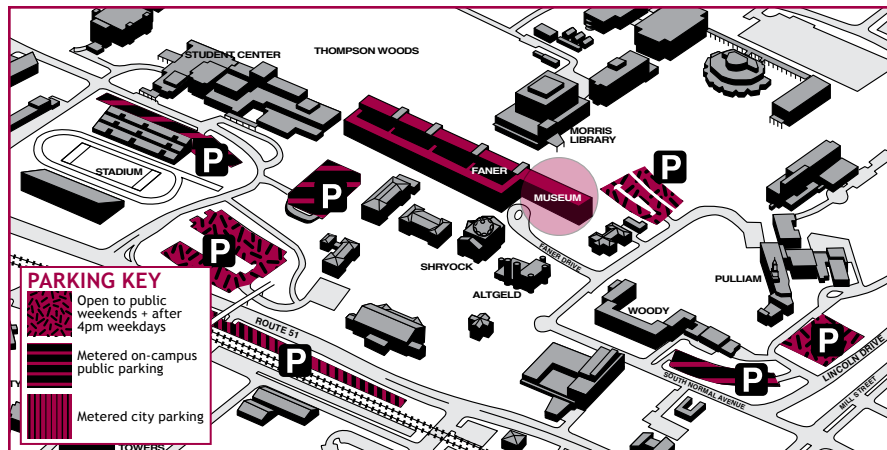 STUDENT CENTER
THOMPSON WOODS
MORRIS
LIBRARY
STADIUM
P
P
FANER
MUSEUM
P
P
FANER DRIVE
SHRYOCK
ALTGELD
PULLIAM
WOODY
PARKING KEY
Open to public
weekends + after
4pm weekdays
Metered on-campus
public parking
Metered city parking
ROUTE 51
P
P
P
LINCOLN DRIVE
SOUTH NORMAL AVENUE
MILL STREET
TY
TOWERS